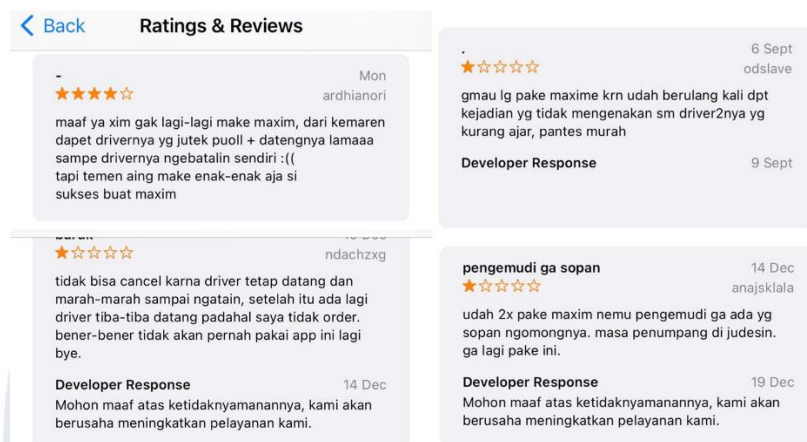 Back
Ratings & Reviews
-
Mon
ardhianori
maaf ya xim gak lagi-lagi make maxim, dari kemaren
dapet drivernya yg jutek puoll + datengnya lamaaa
sampe drivernya ngebatalin sendiri :((
tapi temen aing make enak-enak aja si
sukses buat maxim
ndachzxg
tidak bisa cancel karna driver tetap datang dan
marah-marah sampai ngatain, setelah itu ada lagi
driver tiba-tiba datang padahal saya tidak order.
bener-bener tidak akan pernah pakai app ini lagi
bye.
Developer Response 14 Dec
Mohon maaf atas ketidaknyamanannya, kami akan
berusaha meningkatkan pelayanan kami.
.
6 Sept
odslave
gmau lg pake maxime krn udah berulang kali dpt
kejadian yg tidak mengenakan sm driver2nya yg
kurang ajar, pantes murah
Developer Response 9 Sept
pengemudi ga sopan 14 Dec
anajsklala
udah 2x pake maxim nemu pengemudi ga ada yg
sopan ngomongnya. masa penumpang di judesin.
ga lagi pake ini.
Developer Response 19 Dec
Mohon maaf atas ketidaknyamanannya, kami akan
berusaha meningkatkan pelayanan kami.